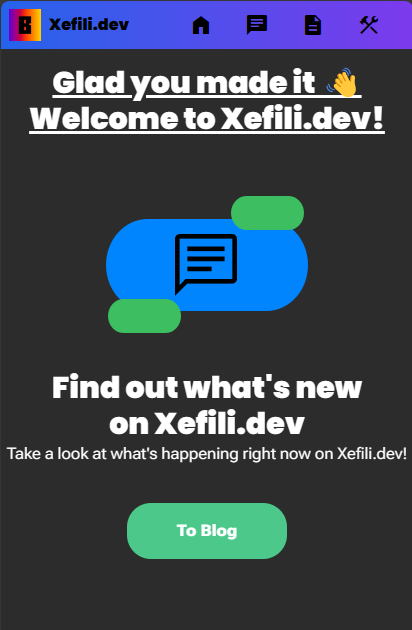 Xefili.dev
Glad you made it 👋
Welcome to Xefili.dev!
Find out what's new
on Xefili.dev
Take a look at what's happening right now on Xefili.dev!
To Blog